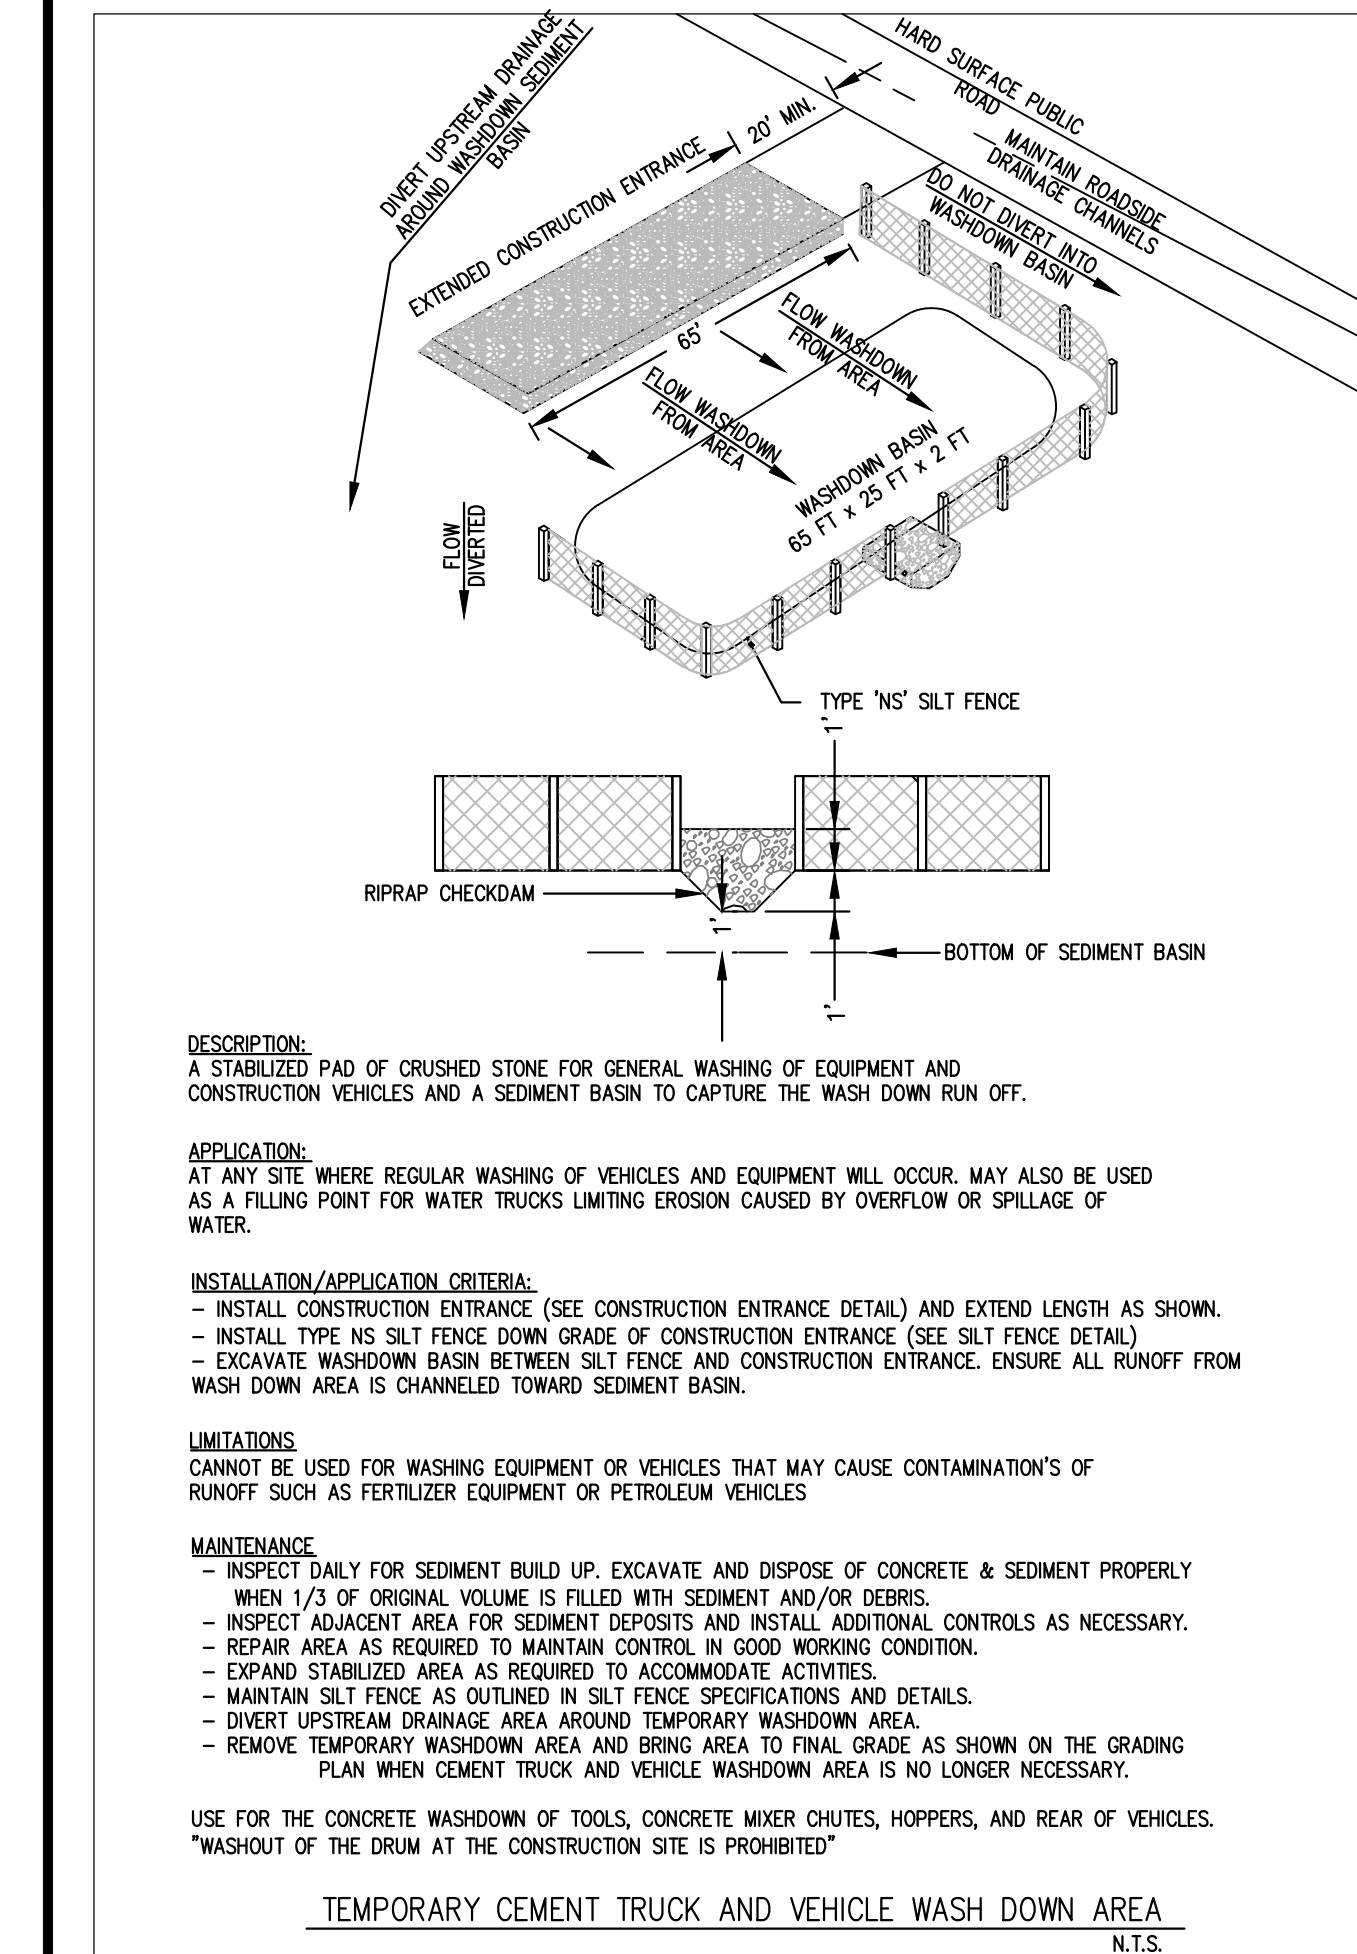 DIVERT UPSTREAM DRAINAGE
AROUND WASHDOWN SEDIMENT
BASIN
HARD SURFACE PUBLIC
ROAD
20' MIN.
EXTENDED CONSTRUCTION ENTRANCE
MAINTAIN ROADSIDE
DRAINAGE CHANNELS
DO NOT DIVERT INTO
WASHDOWN BASIN
65'
FLOW WASHDOWN
FROM AREA
FLOW WASHDOWN
FROM AREA
WASHDOWN BASIN
65 FT x 25 FT x 2 FT
FLOW
DIVERTED
TYPE 'NS' SILT FENCE
1'
RIPRAP CHECKDAM
1'
BOTTOM OF SEDIMENT BASIN
1'
DESCRIPTION:
A STABILIZED PAD OF CRUSHED STONE FOR GENERAL WASHING OF EQUIPMENT AND
CONSTRUCTION VEHICLES AND A SEDIMENT BASIN TO CAPTURE THE WASH DOWN RUN OFF.
APPLICATION:
AT ANY SITE WHERE REGULAR WASHING OF VEHICLES AND EQUIPMENT WILL OCCUR. MAY ALSO BE USED
AS A FILLING POINT FOR WATER TRUCKS LIMITING EROSION CAUSED BY OVERFLOW OR SPILLAGE OF
WATER.
INSTALLATION/APPLICATION CRITERIA:
– INSTALL CONSTRUCTION ENTRANCE (SEE CONSTRUCTION ENTRANCE DETAIL) AND EXTEND LENGTH AS SHOWN.
– INSTALL TYPE NS SILT FENCE DOWN GRADE OF CONSTRUCTION ENTRANCE (SEE SILT FENCE DETAIL)
– EXCAVATE WASHDOWN BASIN BETWEEN SILT FENCE AND CONSTRUCTION ENTRANCE. ENSURE ALL RUNOFF FROM
WASH DOWN AREA IS CHANNELED TOWARD SEDIMENT BASIN.
LIMITATIONS
CANNOT BE USED FOR WASHING EQUIPMENT OR VEHICLES THAT MAY CAUSE CONTAMINATION'S OF
RUNOFF SUCH AS FERTILIZER EQUIPMENT OR PETROLEUM VEHICLES
MAINTENANCE
– INSPECT DAILY FOR SEDIMENT BUILD UP. EXCAVATE AND DISPOSE OF CONCRETE & SEDIMENT PROPERLY
WHEN 1/3 OF ORIGINAL VOLUME IS FILLED WITH SEDIMENT AND/OR DEBRIS.
– INSPECT ADJACENT AREA FOR SEDIMENT DEPOSITS AND INSTALL ADDITIONAL CONTROLS AS NECESSARY.
– REPAIR AREA AS REQUIRED TO MAINTAIN CONTROL IN GOOD WORKING CONDITION.
– EXPAND STABILIZED AREA AS REQUIRED TO ACCOMMODATE ACTIVITIES.
– MAINTAIN SILT FENCE AS OUTLINED IN SILT FENCE SPECIFICATIONS AND DETAILS.
– DIVERT UPSTREAM DRAINAGE AREA AROUND TEMPORARY WASHDOWN AREA.
– REMOVE TEMPORARY WASHDOWN AREA AND BRING AREA TO FINAL GRADE AS SHOWN ON THE GRADING
PLAN WHEN CEMENT TRUCK AND VEHICLE WASHDOWN AREA IS NO LONGER NECESSARY.
USE FOR THE CONCRETE WASHDOWN OF TOOLS, CONCRETE MIXER CHUTES, HOPPERS, AND REAR OF VEHICLES.
"WASHOUT OF THE DRUM AT THE CONSTRUCTION SITE IS PROHIBITED"
TEMPORARY CEMENT TRUCK AND VEHICLE WASH DOWN AREA
N.T.S.